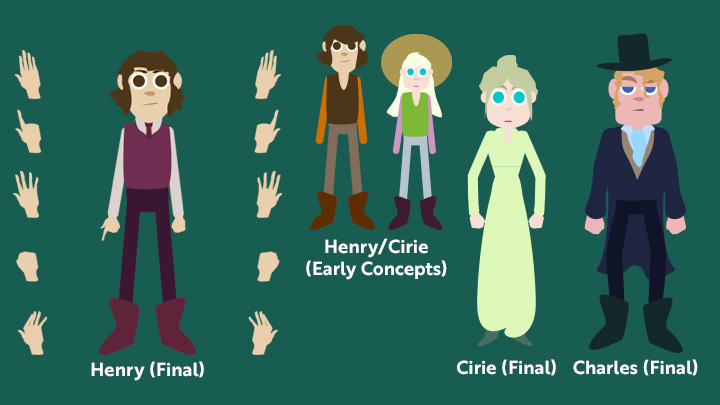 Henry/Cirie
(Early Concepts)
Henry (Final)
Cirie (Final)
Charles (Final)